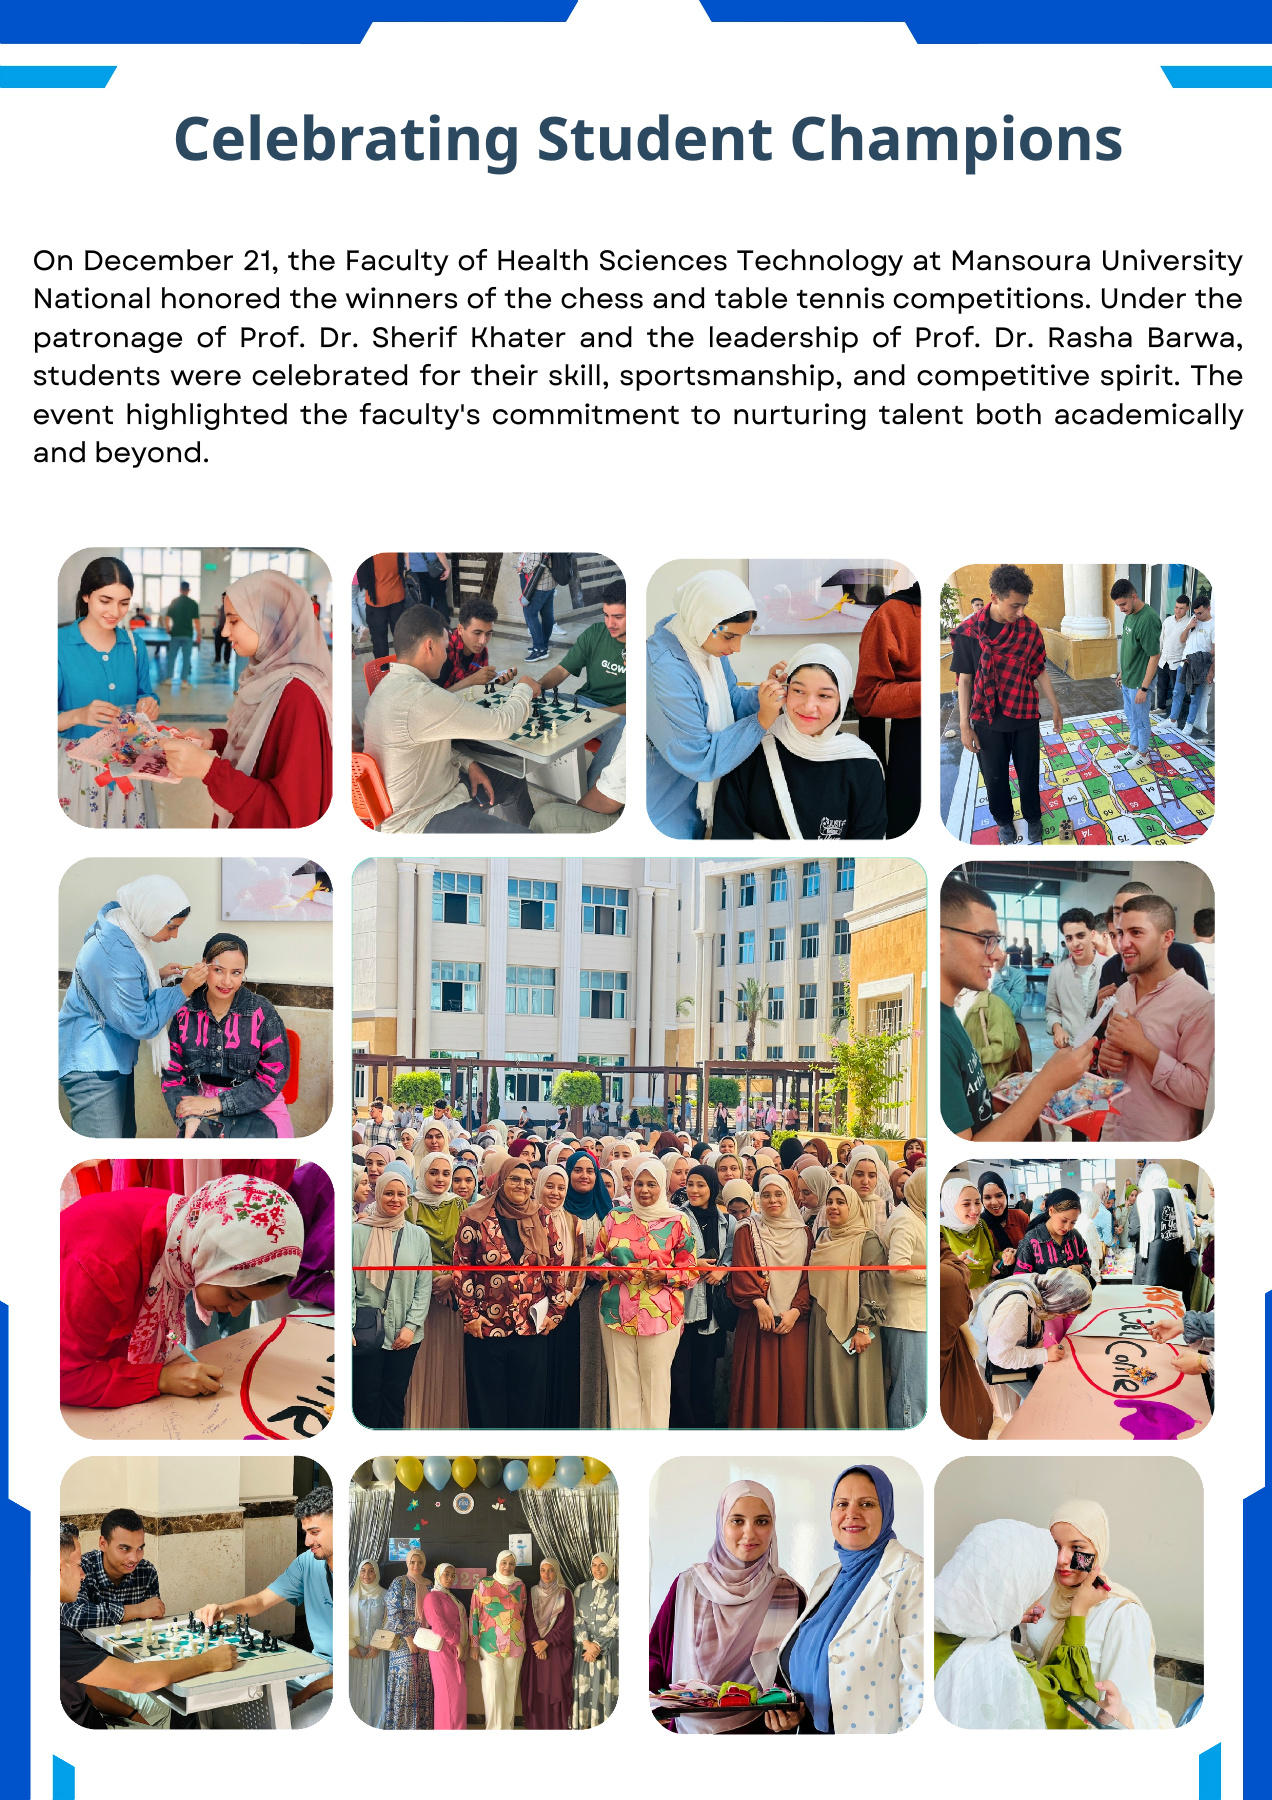 Celebrating Student Champions
On December 21, the Faculty of Health Sciences Technology at Mansoura University
National honored the winners of the chess and table tennis competitions. Under the
patronage of Prof. Dr. Sherif Khater and the leadership of Prof. Dr. Rasha Barwa,
students were celebrated for their skill, sportsmanship, and competitive spirit. The
event highlighted the faculty's commitment to nurturing talent both academically
and beyond.
GLOW
WelCome